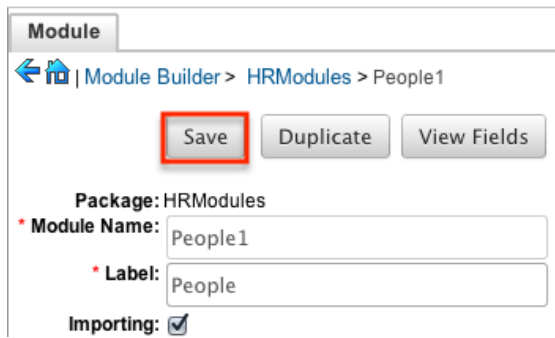 Module
| Module Builder > HRModules > People1
Save Duplicate View Fields
Package: HRModules
* Module Name: People1
* Label: People
Importing: